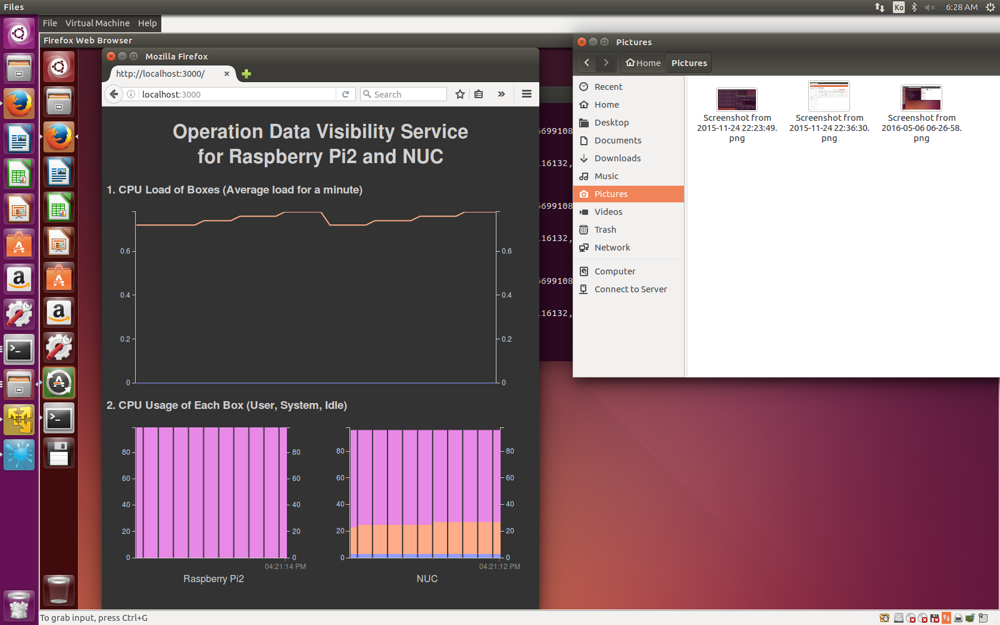 Files
Ko
6:28 AM
File Virtual Machine Help
Firefox Web Browser
Mozilla Firefox
http://localhost:3000/
localhost:3000
Search
Operation Data Visibility Service
for Raspberry Pi2 and NUC
1. CPU Load of Boxes (Average load for a minute)
0.6 0.6
0.4 0.4
0.2 0.2
0 0
2. CPU Usage of Each Box (User, System, Idle)
80 80 80 80
60 60 60 60
40 40 40 40
20 20 20 20
0 0 0 0
04:21:14 PM 04:21:12 PM
Raspberry Pi2 NUC
699108
16132,
699108
16132,
699108
16132,
Pictures
Home Pictures
Recent
Home
Desktop
Documents
Downloads
Music
Pictures
Videos
Trash
Network
Computer
Connect to Server
Screenshot from
2015-11-24 22:23:49.
png
Screenshot from
2015-11-24 22:36:30.
png
Screenshot from
2016-05-06 06-26-58.
png
To grab input, press Ctrl+G